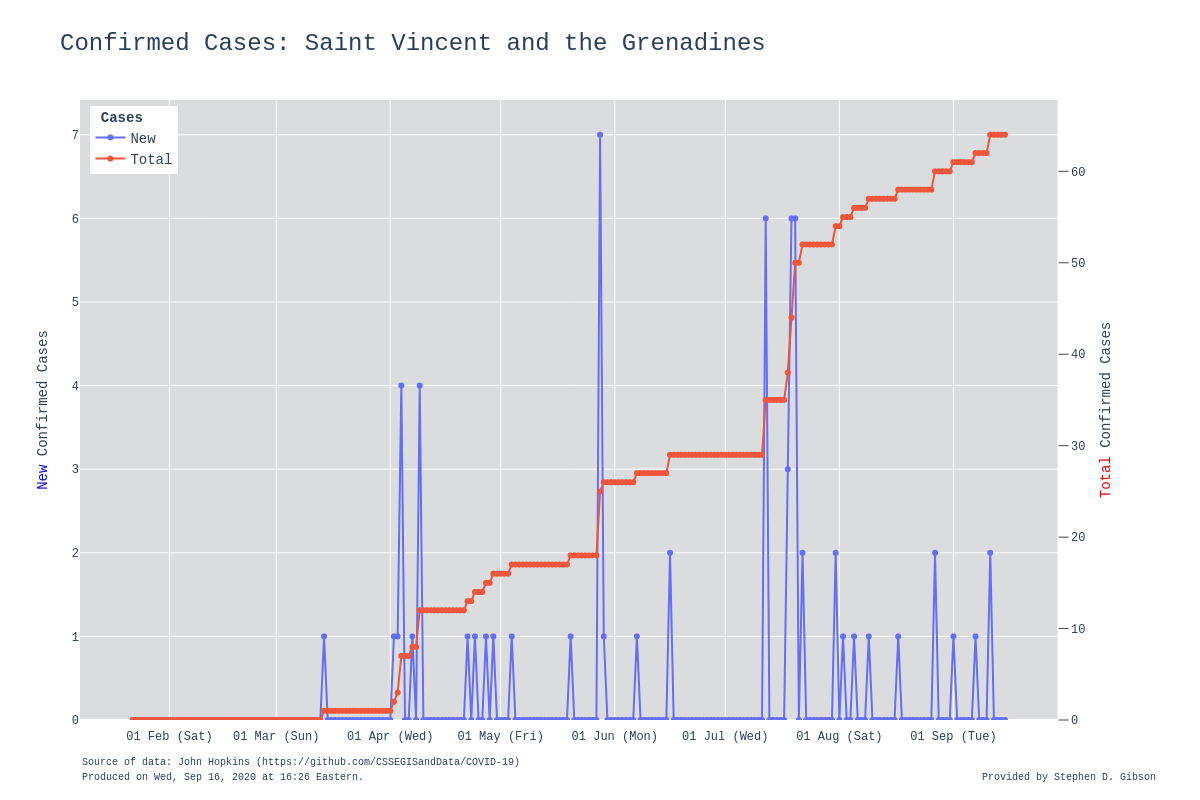 Confirmed Cases: Saint Vincent and the Grenadines
Cases
New
Total
7
6
5
4
3
2
1
0
New Confirmed Cases
60
50
40
30
20
10
0
Total Confirmed Cases
01 Feb (Sat) 01 Mar (Sun) 01 Apr (Wed) 01 May (Fri) 01 Jun (Mon) 01 Jul (Wed) 01 Aug (Sat) 01 Sep (Tue)
Source of data: John Hopkins (https://github.com/CSSEGISandData/COVID-19)
Produced on Wed, Sep 16, 2020 at 16:26 Eastern.
Provided by Stephen D. Gibson